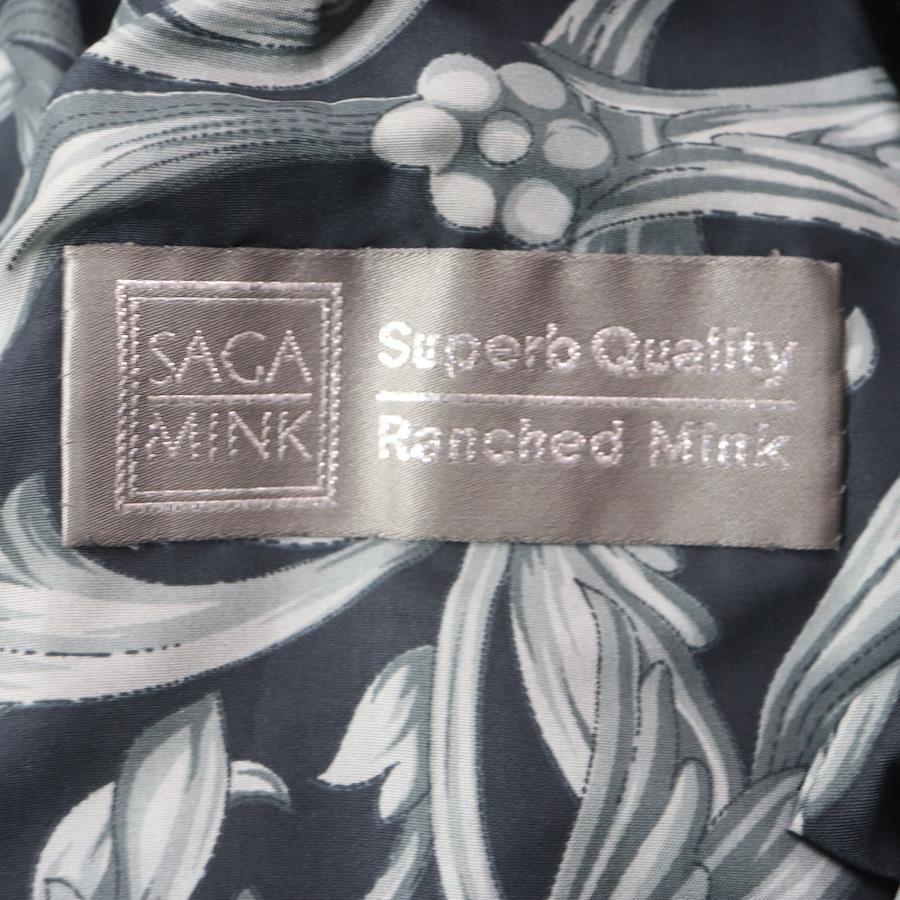 SAGA
MINK
Superb Quality
Ranched Mink